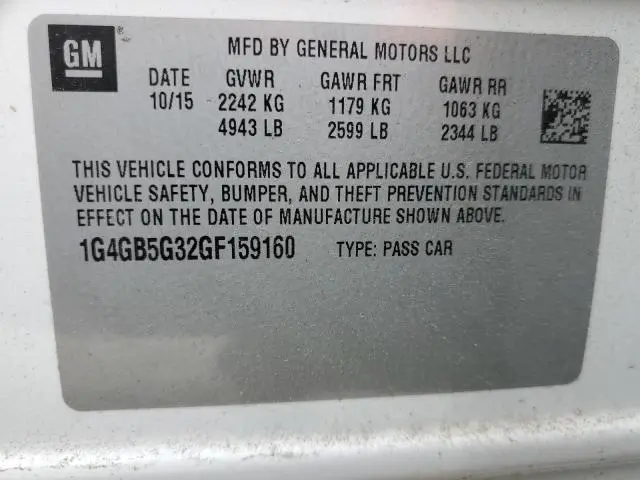 GM ®
MFD BY GENERAL MOTORS LLC
DATE GVWR GAWR FRT GAWR RR
10/15 2242 KG 1179 KG 1063 KG
4943 LB 2599 LB 2344 LB
THIS VEHICLE CONFORMS TO ALL APPLICABLE U.S. FEDERAL MOTOR
VEHICLE SAFETY, BUMPER, AND THEFT PREVENTION STANDARDS IN
EFFECT ON THE DATE OF MANUFACTURE SHOWN ABOVE.
1G4GB5G32GF159160 TYPE: PASS CAR